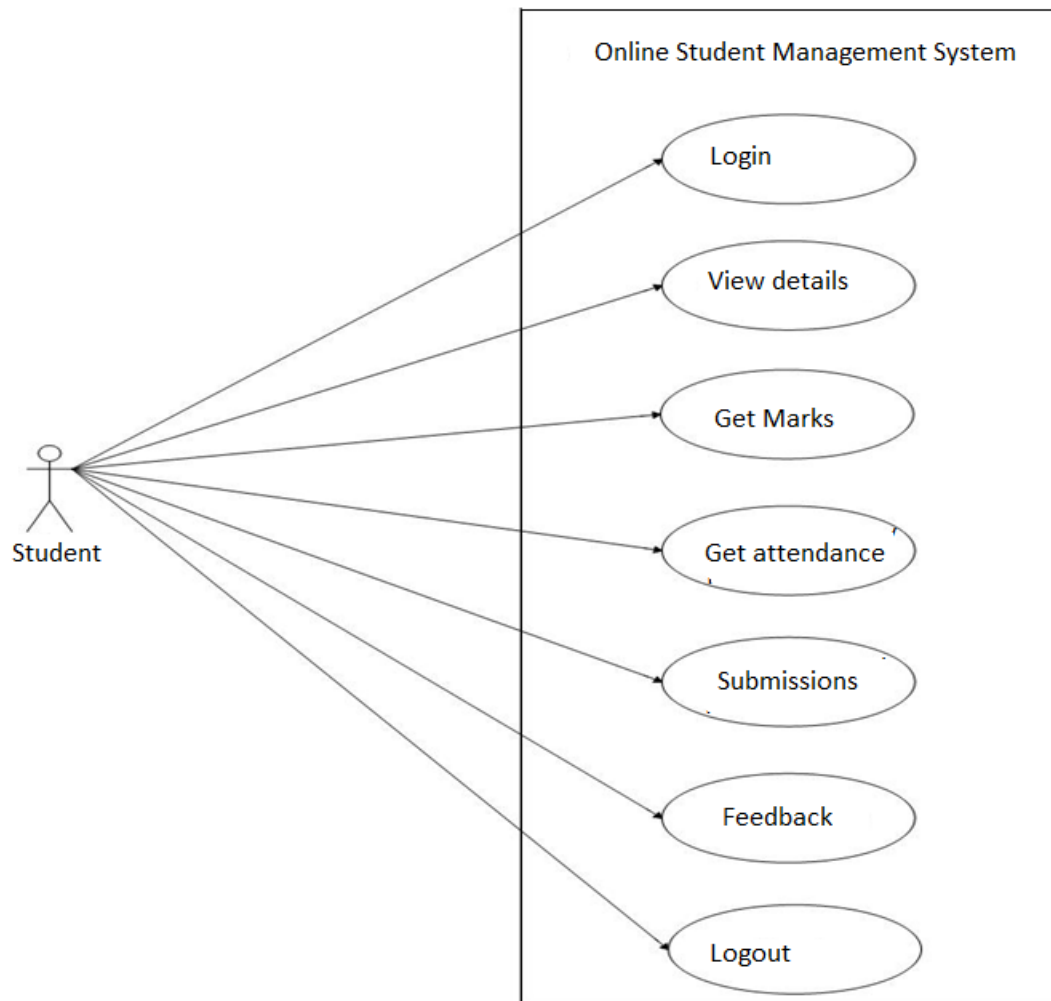 Online Student Management System
Login
View details
Get Marks
Get attendance
Student
Submissions
Feedback
Logout